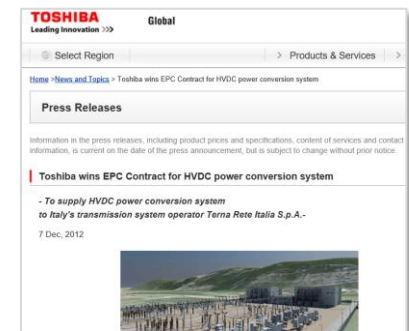 TOSHIBA
Leading Innovation >>>
Global
Select Region
> Products & Services >
Home >News and Topics > Toshiba wins EPC Contract for HVDC power conversion system
Press Releases
Information in the press releases, including product prices and specifications, content of services and contact
information, is current on the date of the press announcement, but is subject to change without prior notice.
Toshiba wins EPC Contract for HVDC power conversion system
- To supply HVDC power conversion system
to Italy's transmission system operator Terna Rete Italia S.p.A.-
7 Dec, 2012